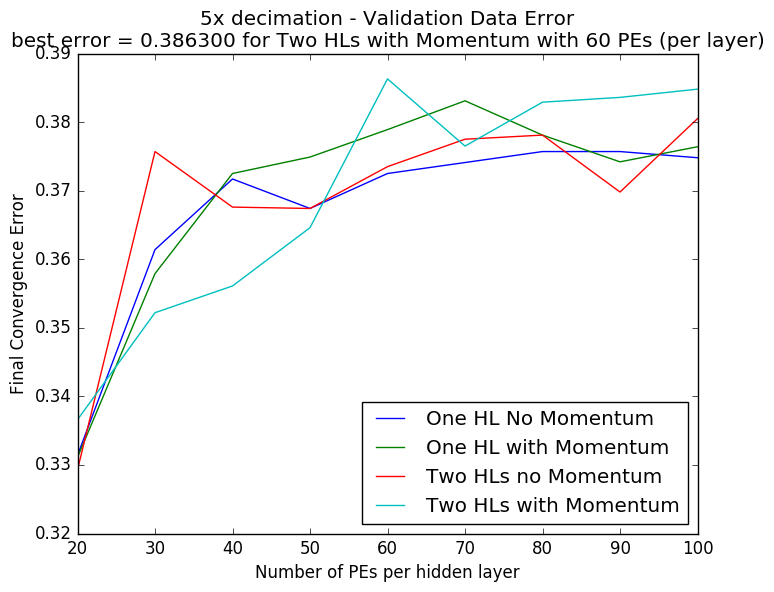 5x decimation - Validation Data Error
best error = 0.386300 for Two HLs with Momentum with 60 PEs (per layer)
0.39
0.38
0.37
0.36
0.35
0.34
0.33
0.32
Final Convergence Error
One HL No Momentum
One HL with Momentum
Two HLs no Momentum
Two HLs with Momentum
20 30 40 50 60 70 80 90 100
Number of PEs per hidden layer